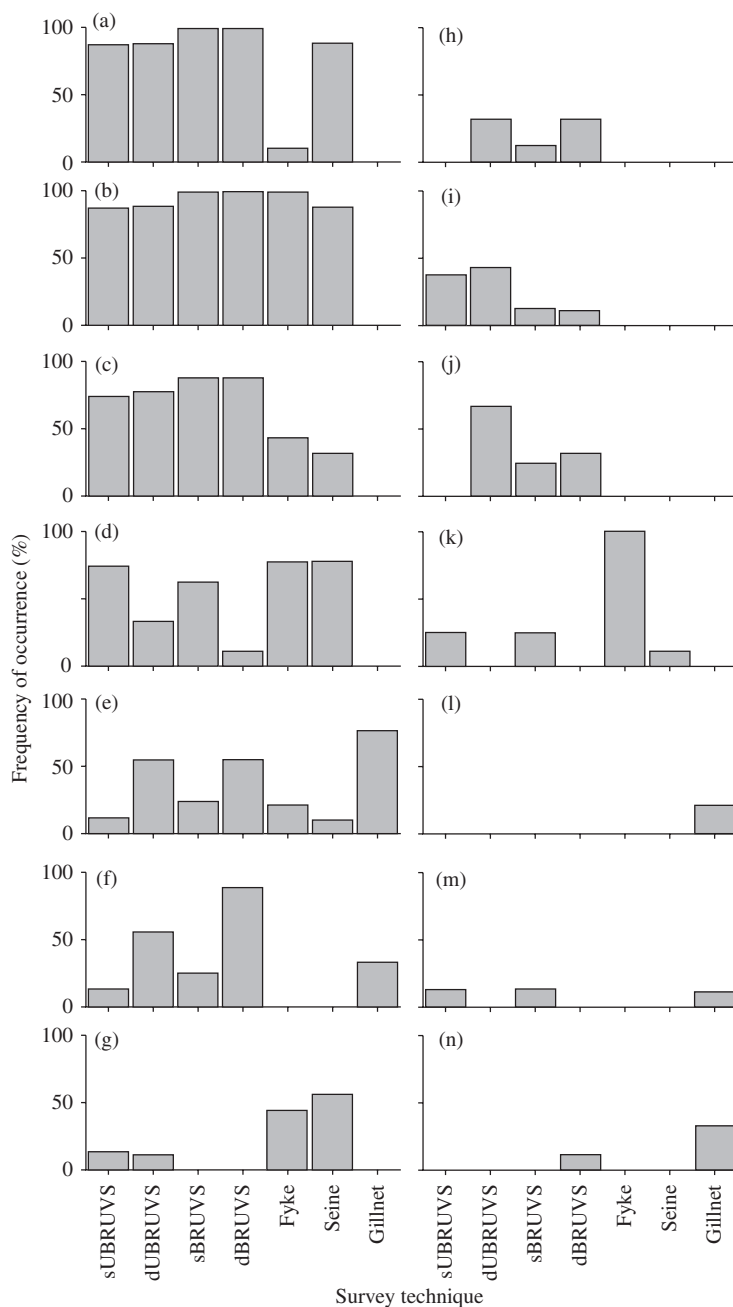 (a)
(h)
100
50
0
(b)
(i)
100
50
0
(c)
(j)
100
50
0
(d)
(k)
100
0
(e)
(l)
100
50
0
(f)
(m)
100
50
0
(g)
(n)
100
50
0
Frequency of occurrence (%)
sUBRUVS
dUBRUVS
sBRUVS
dBRUVS
Fyke
Seine
Gillnet
sUBRUVS
dUBRUVS
sBRUVS
dBRUVS
Fyke
Seine
Gillnet
Survey technique